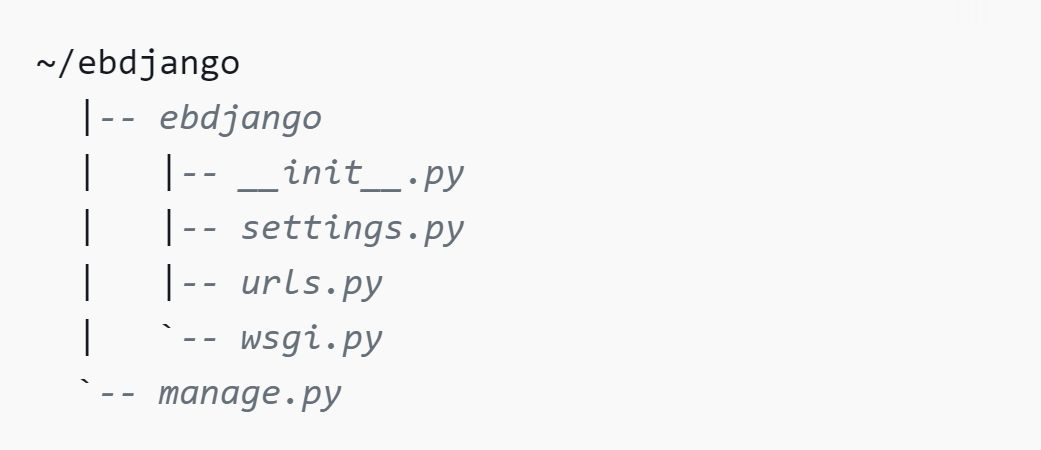 ~/ebdjango
  |-- ebdjango
  |   |-- __init__.py
  |   |-- settings.py
  |   |-- urls.py
  |   `-- wsgi.py
  `-- manage.py